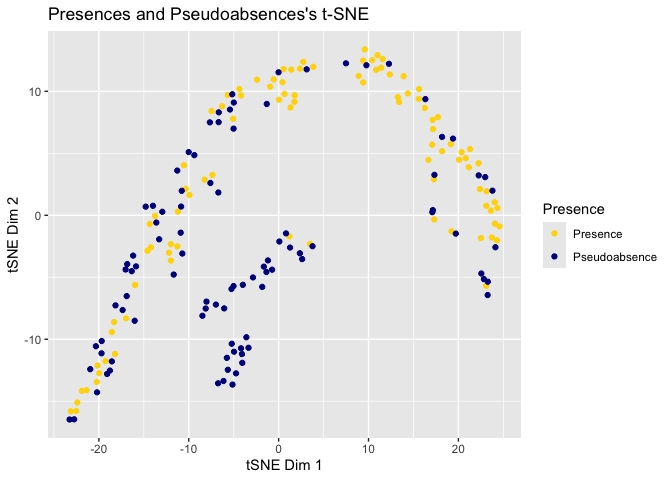 Presences and Pseudoabsences's t-SNE
tSNE Dim 2
10
0
-10
-20
-10
0
10
20
tSNE Dim 1
Presence
Presence
Pseudoabsence